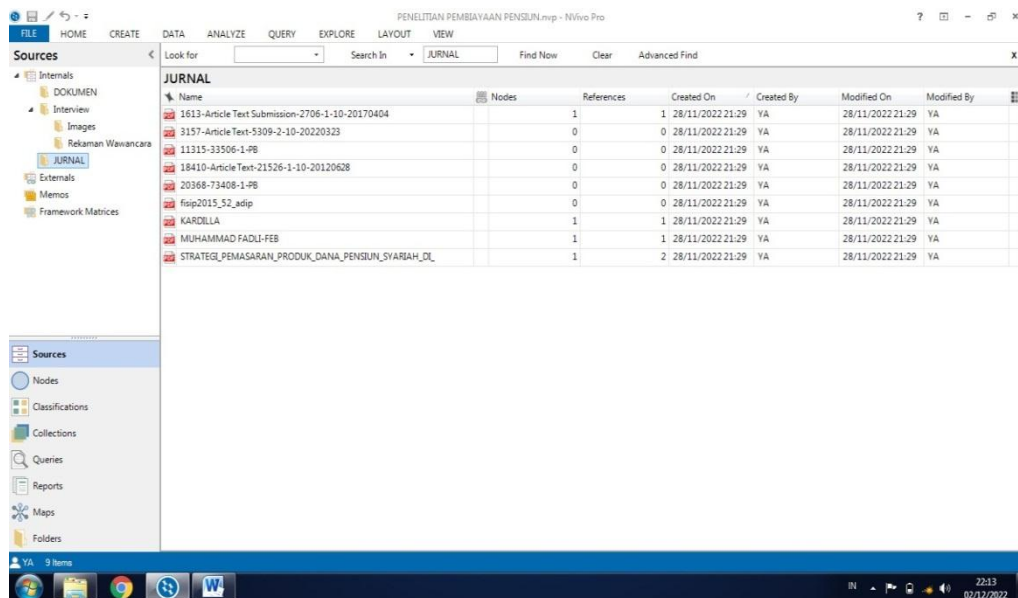 PENELITIAN PEMBIAYAAN PENSIUN.nvp - NVivo Pro
FILE HOME CREATE DATA ANALYZE QUERY EXPLORE LAYOUT VIEW
Sources
Look for Search In JURNAL Find Now Clear Advanced Find x
Internals
DOKUMEN
Interview
Images
Rekaman Wawancara
JURNAL
Externals
Memos
Framework Matrices
JURNAL
Name Nodes References Created On Created By Modified On Modified By
1613-Article Text Submission-2706-1-10-20170404 1 1 28/11/2022 21:29 YA 28/11/2022 21:29 YA
3157-Article Text-5309-2-10-20220323 0 0 28/11/2022 21:29 YA 28/11/2022 21:29 YA
11315-33506-1-PB 0 0 28/11/2022 21:29 YA 28/11/2022 21:29 YA
18410-Article Text-21526-1-10-20120628 0 0 28/11/2022 21:29 YA 28/11/2022 21:29 YA
20368-73408-1-PB 0 0 28/11/2022 21:29 YA 28/11/2022 21:29 YA
fisip2015_52_adip 0 0 28/11/2022 21:29 YA 28/11/2022 21:29 YA
KARDILLA 1 1 28/11/2022 21:29 YA 28/11/2022 21:29 YA
MUHAMMAD FADLI-FEB 1 1 28/11/2022 21:29 YA 28/11/2022 21:29 YA
STRATEGI_PEMASARAN_PRODUK_DANA_PENSIUN_SYARIAH_DI_ 1 2 28/11/2022 21:29 YA 28/11/2022 21:29 YA
Sources
Nodes
Classifications
Collections
Queries
Reports
Maps
Folders
YA 9 Items
IN 22:13
02/12/2022